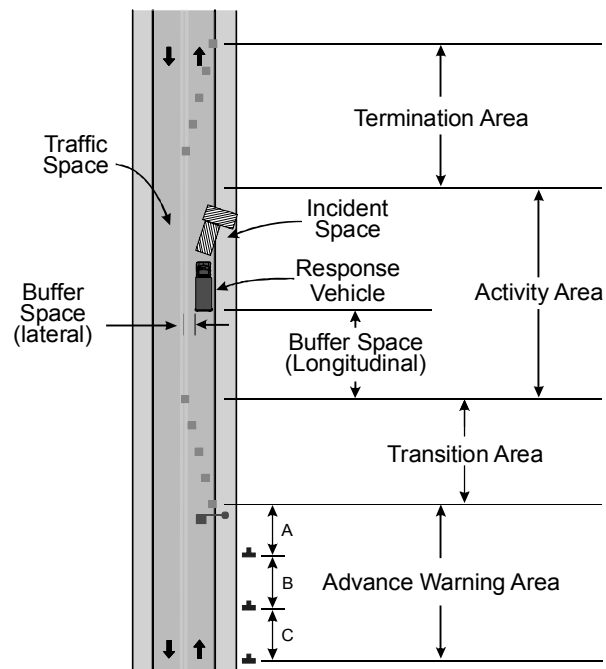 Termination Area
Traffic
Space
Incident
Space
Response
Vehicle
Activity Area
Buffer
Space
(lateral)
Buffer Space
(Longitudinal)
Transition Area
A
B
Advance Warning Area
C